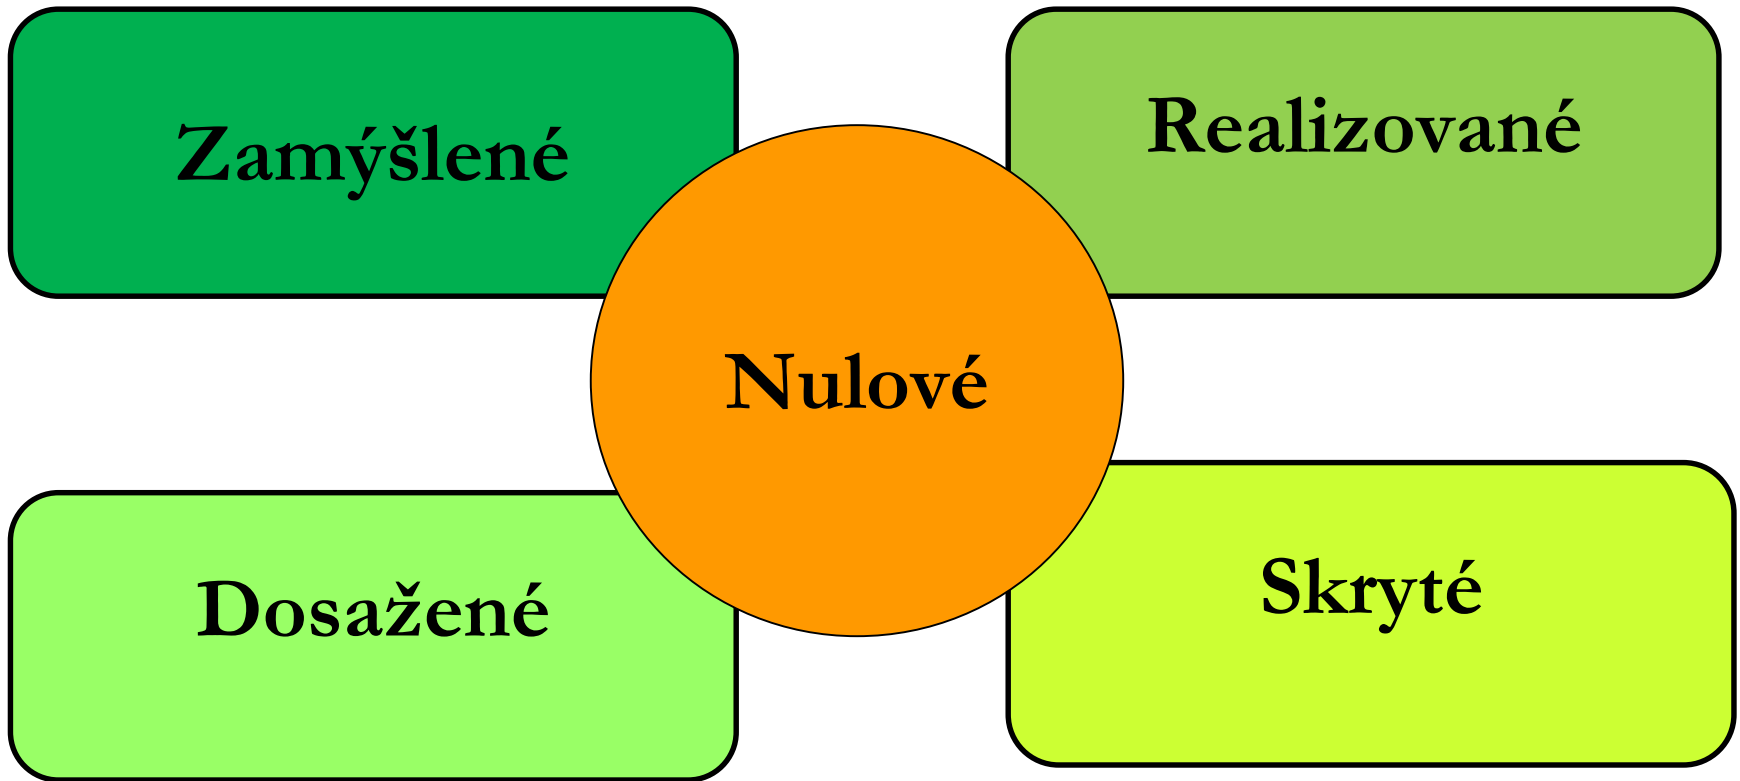 Zamýšlené
Realizované
Nulové
Dosažené
Skryté